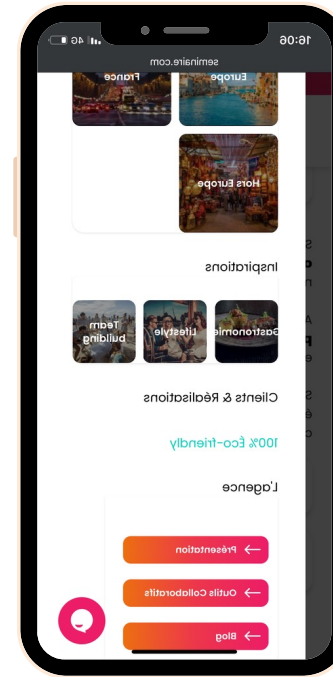 16:06
4G
seminaire.com
Europe
France
Hors Europe
Inspirations
Gastronomie
Lifestyle
Team
building
Clients & Réalisations
100% Éco-friendly
L'agence
Présentation
Outils Collaboratifs
Blog